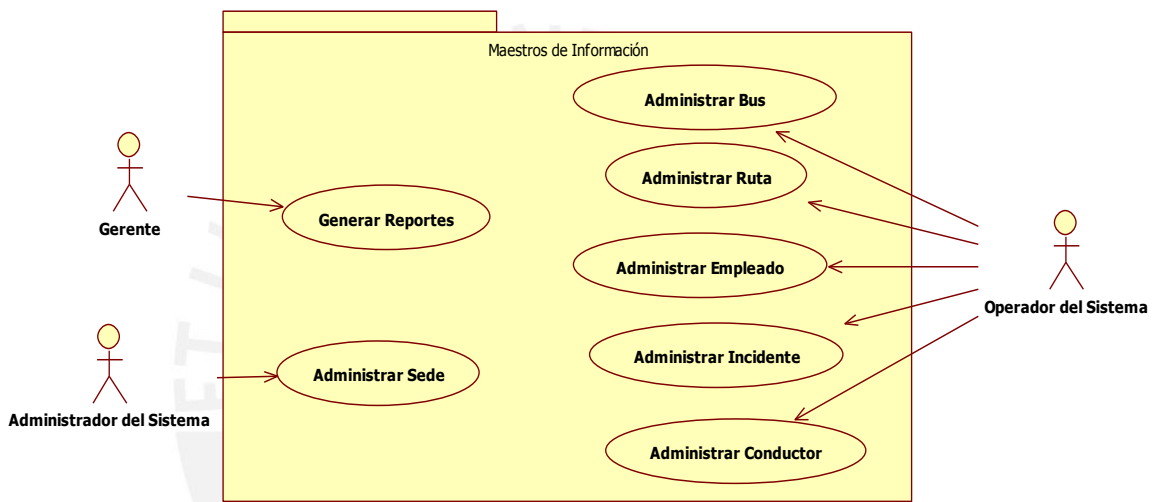 Maestros de Información
Administrar Bus
Administrar Ruta
Gerente
Generar Reportes
Administrar Empleado
Operador del Sistema
Administrar Incidente
Administrar Sede
Administrador del Sistema
Administrar Conductor